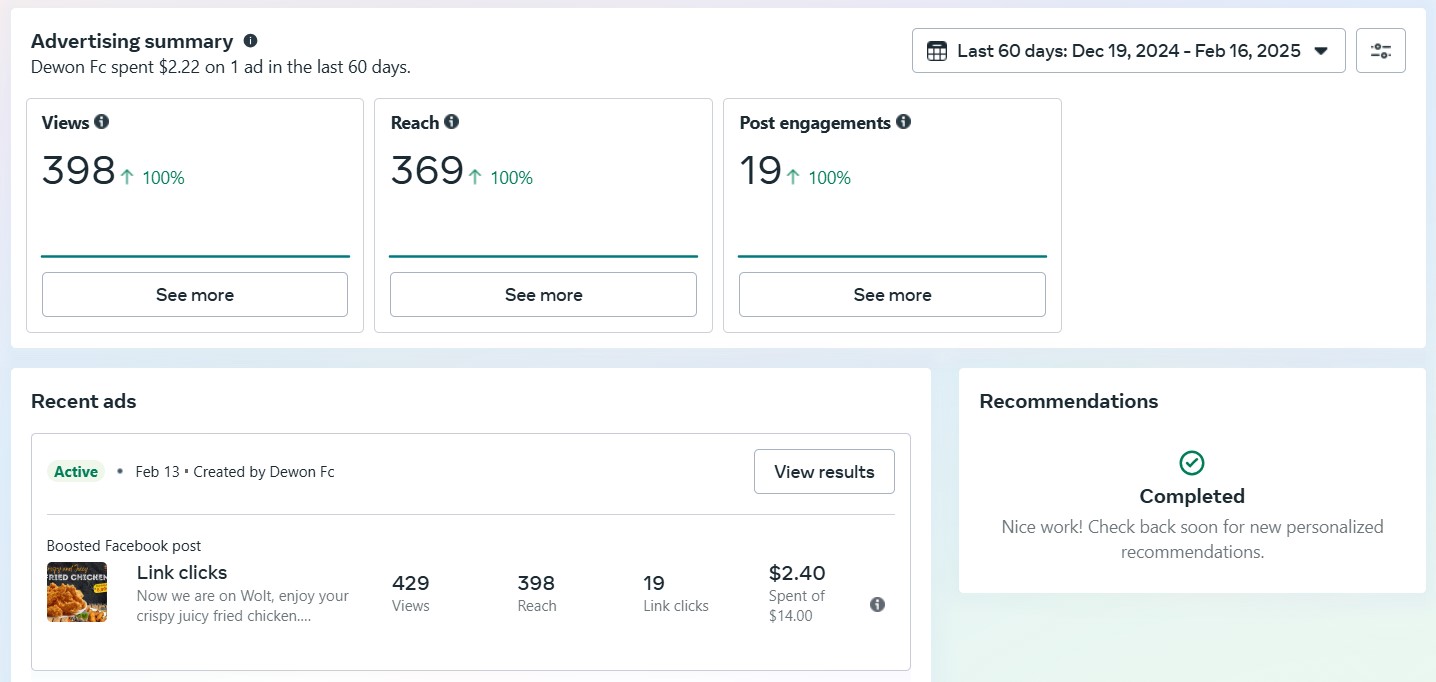 Advertising summary
Dewon Fc spent $2.22 on 1 ad in the last 60 days.
Last 60 days: Dec 19, 2024 - Feb 16, 2025
Views
398 ↑ 100%
See more
Reach
369 ↑ 100%
See more
Post engagements
19 ↑ 100%
See more
Recent ads
Active • Feb 13 • Created by Dewon Fc
View results
Boosted Facebook post
FRIED CHICKEN
Link clicks
Now we are on Wolt, enjoy your
crispy juicy fried chicken....
429
Views
398
Reach
19
Link clicks
$2.40
Spent of
$14.00
Recommendations
Completed
Nice work! Check back soon for new personalized
recommendations.